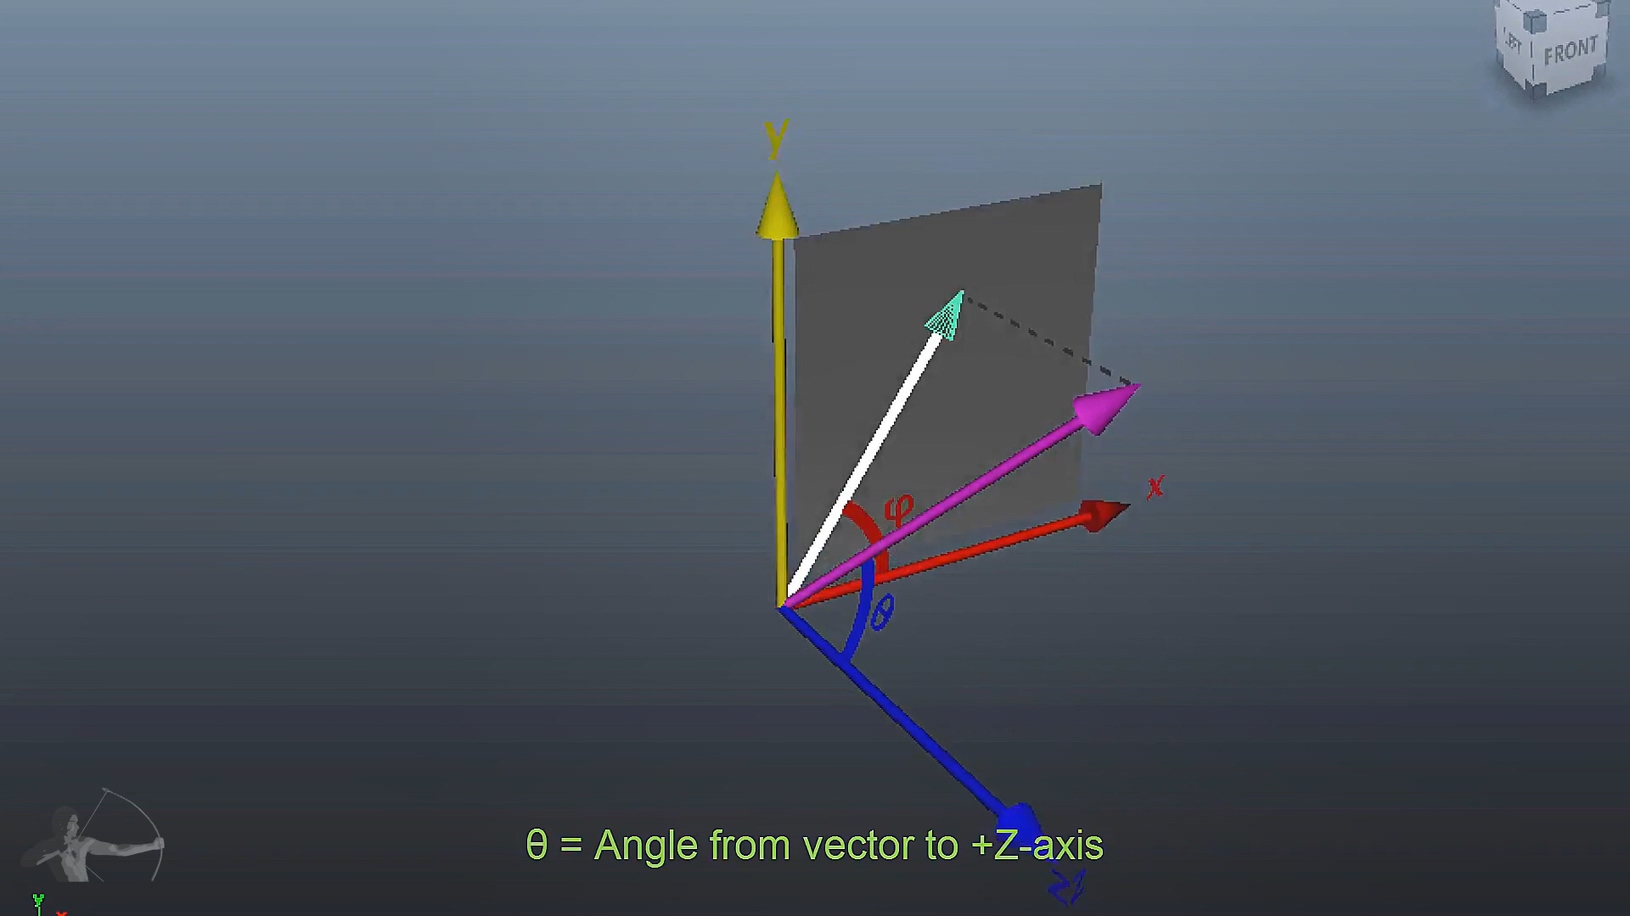 FRONT
LEFT
Y
X
φ
θ
θ = Angle from vector to +Z-axis
Z
y
x